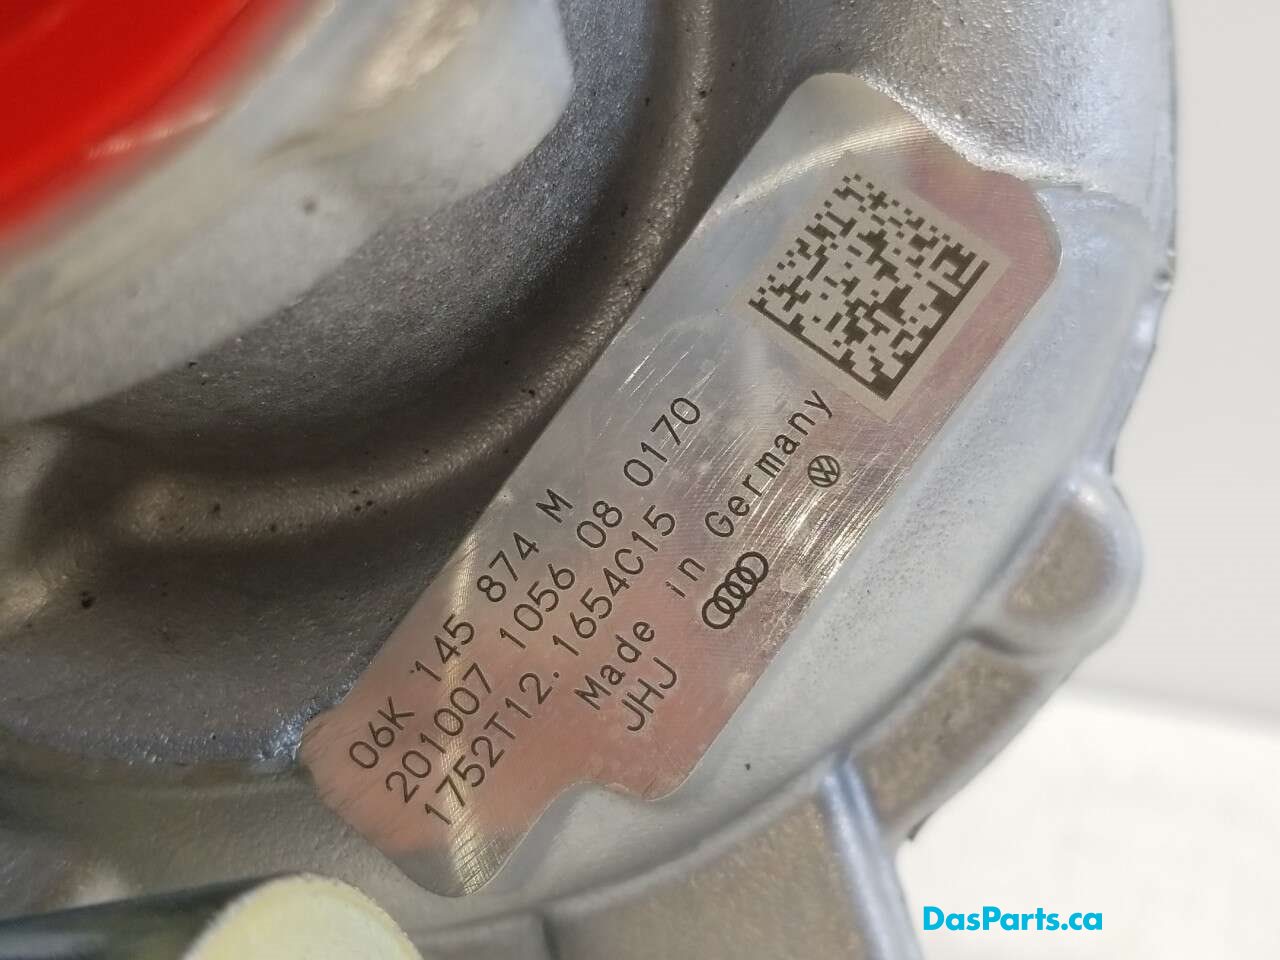 06K 145 874 M
201007 1056 08 0170
1752T12.1654C15
Made in Germany
JHJ
DasParts.ca